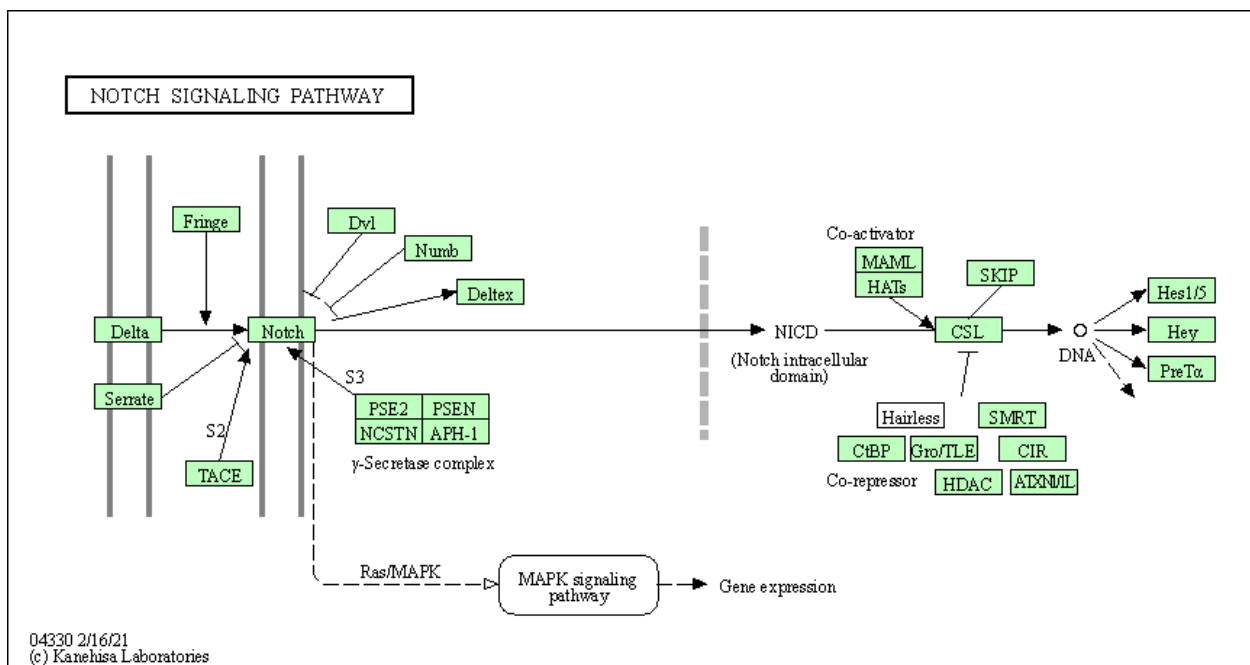 NOTCH SIGNALING PATHWAY
Fringe
Dvl
Numb
Deltex
Delta
Notch
Serrate
S2
TACE
S3
PSE2
PSEN
NCSTN
APH-1
γ-Secretase complex
NICD
(Notch intracellular
domain)
Co-activator
MAML
HATs
SKIP
CSL
DNA
Hes1/5
Hey
PreTα
Hairless
SMRT
CtBP
Gro/TLE
CIR
Co-repressor
HDAC
ATXN1/1L
Ras/MAPK
MAPK signaling
pathway
Gene expression
04330 2/16/21
(c) Kanehisa Laboratories